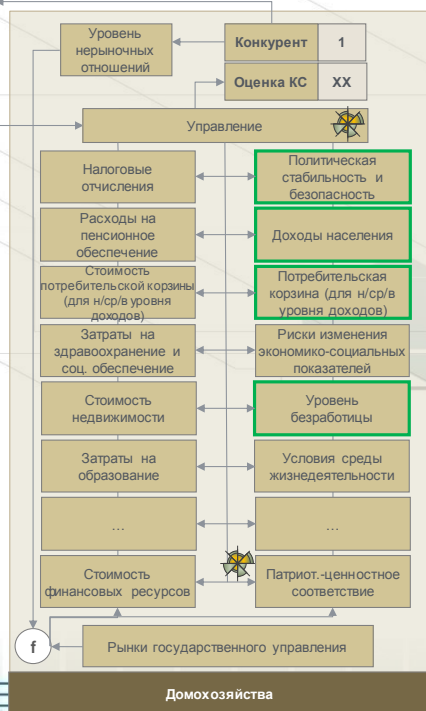 Уровень
нерыночных
отношений
Конкурент 1
Оценка КС XX
Управление
Налоговые
отчисления
Политическая
стабильность и
безопасность
Расходы на
пенсионное
обеспечение
Доходы населения
Стоимость
потребительской корзины
(для н/ср/в уровня
доходов)
Потребительская
корзина (для н/ср/в
уровня доходов)
Затраты на
здравоохранение и
соц. обеспечение
Риски изменения
экономико-социальных
показателей
Стоимость
недвижимости
Уровень
безработицы
Затраты на
образование
Условия среды
жизнедеятельности
…
…
Стоимость
финансовых ресурсов
Патриот.-ценностное
соответствие
f
Рынки государственного управления
Домохозяйства